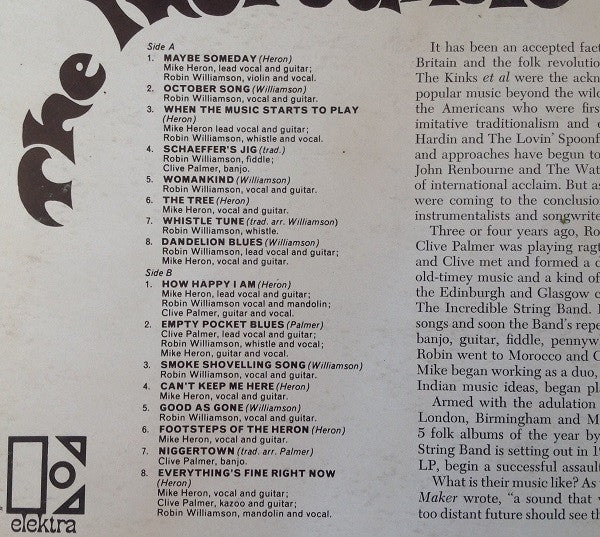 The
Side A
1. MAYBE SOMEDAY (Heron)
Mike Heron, lead vocal and guitar;
Robin Williamson, violin and vocal.
2. OCTOBER SONG (Williamson)
Robin Williamson, vocal and guitar.
3. WHEN THE MUSIC STARTS TO PLAY
(Heron)
Mike Heron lead vocal and guitar;
Robin Williamson, whistle and vocal.
4. SCHAEFFER'S JIG (trad.)
Robin Williamson, fiddle;
Clive Palmer, banjo.
5. WOMANKIND (Williamson)
Robin Williamson, vocal and guitar.
6. THE TREE (Heron)
Mike Heron, vocal and guitar.
7. WHISTLE TUNE (trad. arr. Williamson)
Robin Williamson, whistle.
8. DANDELION BLUES (Williamson)
Robin Williamson, lead vocal and guitar;
Mike Heron, vocal and guitar.
Side B
1. HOW HAPPY I AM (Heron)
Mike Heron, lead vocal and guitar;
Robin Williamson vocal and mandolin;
Clive Palmer, guitar and vocal.
2. EMPTY POCKET BLUES (Palmer)
Clive Palmer, lead vocal and guitar;
Robin Williamson, whistle and vocal;
Mike Heron, guitar and vocal.
3. SMOKE SHOVELLING SONG (Williamson)
Robin Williamson, vocal and guitar.
4. CAN'T KEEP ME HERE (Heron)
Mike Heron, vocal and guitar.
5. GOOD AS GONE (Williamson)
Robin Williamson, vocal and guitar.
6. FOOTSTEPS OF THE HERON (Heron)
Mike Heron, vocal and guitar.
7. NIGGERTOWN (trad. arr. Palmer)
Clive Palmer, banjo.
8. EVERYTHING'S FINE RIGHT NOW
(Heron)
Mike Heron, vocal and guitar;
Clive Palmer, kazoo and guitar;
Robin Williamson, mandolin and vocal.
elektra
It has been an accepted fact
Britain and the folk revolution
The Kinks et al were the ackn
popular music beyond the wild
the Americans who were first
imitative traditionalism and
Hardin and The Lovin' Spoonf
and approaches have begun to
John Renbourne and The Wat
of international acclaim. But as
were coming to the conclusion
instrumentalists and songwrite
Three or four years ago, Ro
Clive Palmer was playing ragt
and Clive met and formed a d
old-timey music and a kind of
the Edinburgh and Glasgow c
The Incredible String Band.
songs and soon the Band's repe
banjo, guitar, fiddle, pennyw
Robin went to Morocco and C
Mike began working as a duo,
Indian music ideas, began pla
Armed with the adulation
London, Birmingham and M
5 folk albums of the year by
String Band is setting out in 19
LP, begin a successful assault
What is their music like? As
Maker wrote, "a sound that
too distant future should see th